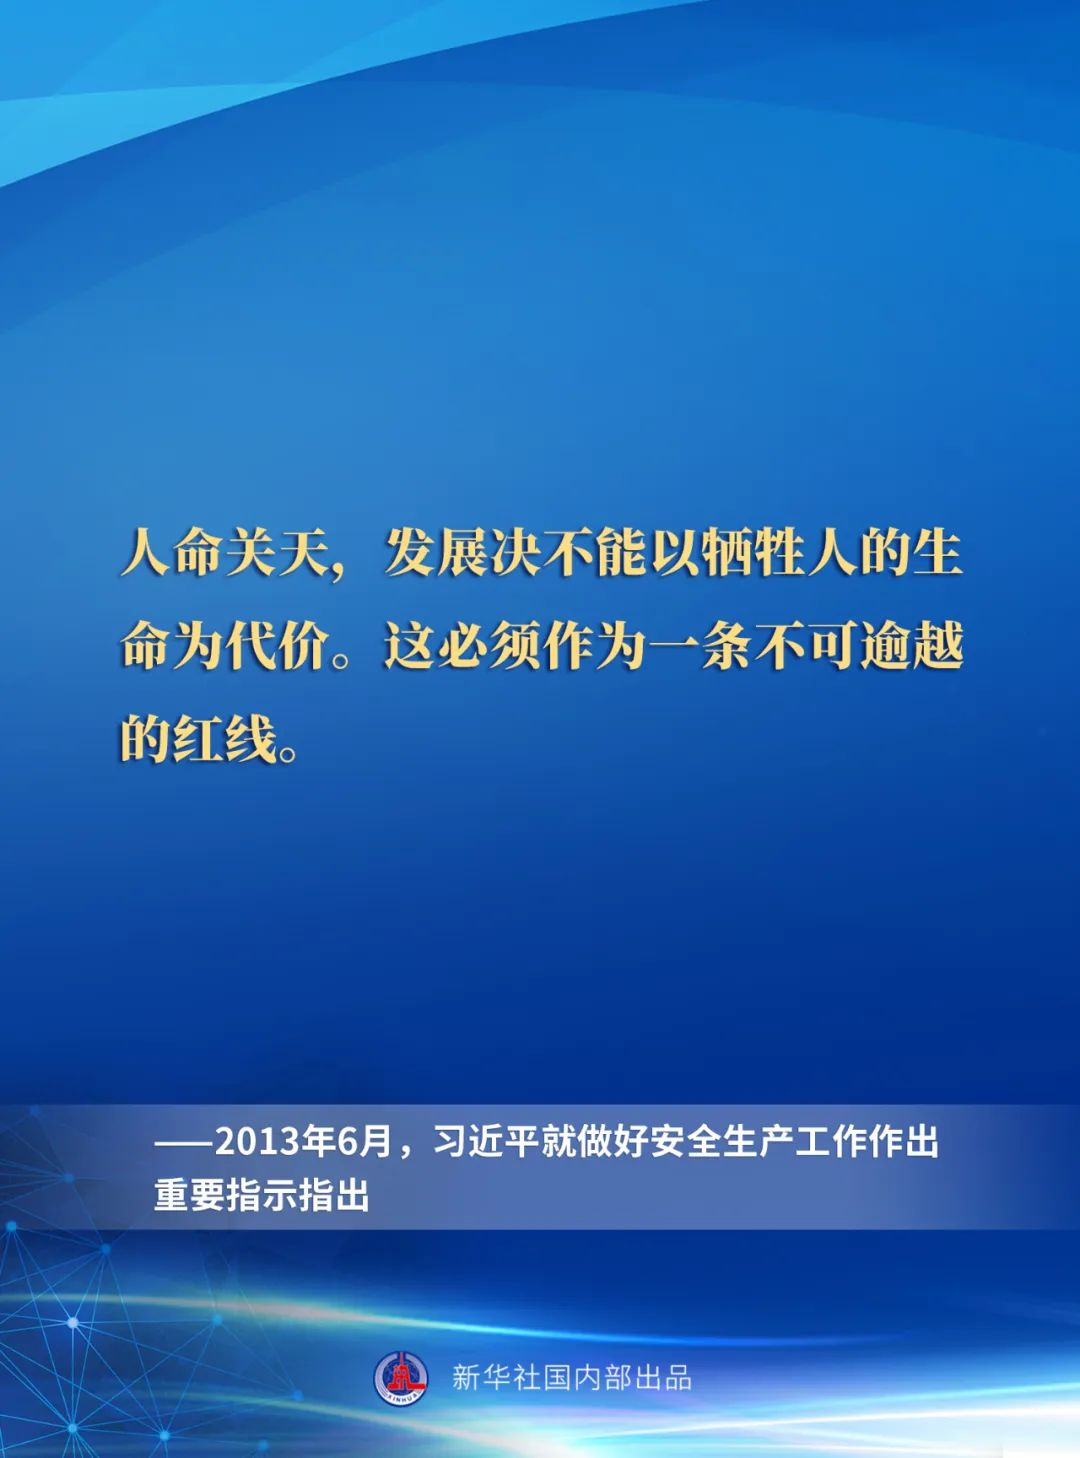 人命关天，发展决不能以牺牲人的生
命为代价。这必须作为一条不可逾越
的红线。
——2013年6月，习近平就做好安全生产工作作出
重要指示指出
XINHUA
新华社国内部出品